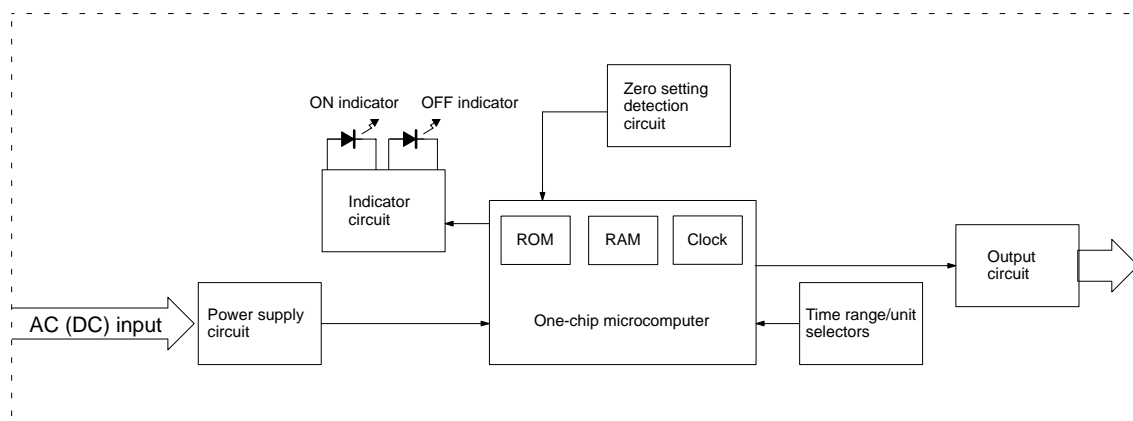 Zero setting
detection
circuit
ON indicator
OFF indicator
Indicator
circuit
ROM
RAM
Clock
Output
circuit
AC (DC) input
Power supply
circuit
One-chip microcomputer
Time range/unit
selectors